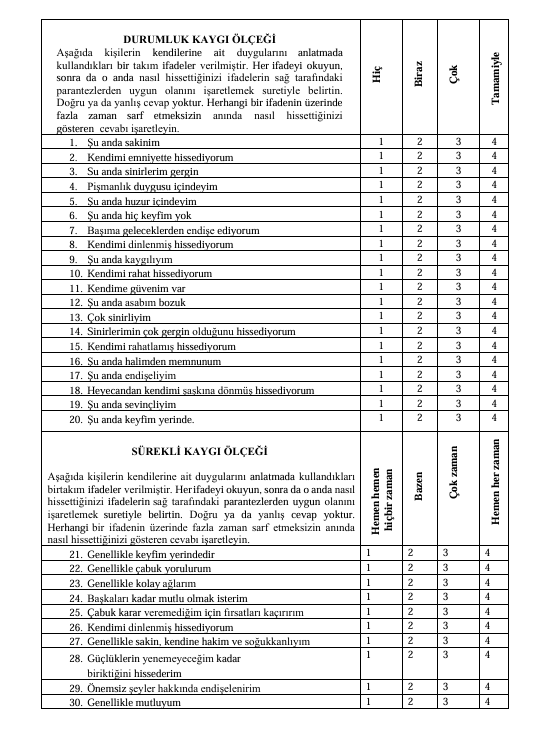 DURUMLUK KAYGI ÖLÇEĞİ
Aşağıda kişilerin kendilerine ait duygularını anlatmada
kullandıkları bir takım ifadeler verilmiştir. Her ifadeyi okuyun,
sonra da o anda nasıl hissettiğinizi ifadelerin sağ tarafındaki
parantezlerden uygun olanını işaretlemek suretiyle belirtin.
Doğru ya da yanlış cevap yoktur. Herhangi bir ifadenin üzerinde
fazla zaman sarf etmeksizin anında nasıl hissettiğinizi
gösteren cevabı işaretleyin.
Hiç
Biraz
Çok
Tamamiyle
1. Şu anda sakinim 1 2 3 4
2. Kendimi emniyette hissediyorum 1 2 3 4
3. Su anda sinirlerim gergin 1 2 3 4
4. Pişmanlık duygusu içindeyim 1 2 3 4
5. Şu anda huzur içindeyim 1 2 3 4
6. Şu anda hiç keyfim yok 1 2 3 4
7. Başıma geleceklerden endişe ediyorum 1 2 3 4
8. Kendimi dinlenmiş hissediyorum 1 2 3 4
9. Şu anda kaygılıyım 1 2 3 4
10. Kendimi rahat hissediyorum 1 2 3 4
11. Kendime güvenim var 1 2 3 4
12. Şu anda asabım bozuk 1 2 3 4
13. Çok sinirliyim 1 2 3 4
14. Sinirlerimin çok gergin olduğunu hissediyorum 1 2 3 4
15. Kendimi rahatlamış hissediyorum 1 2 3 4
16. Şu anda halimden memnunum 1 2 3 4
17. Şu anda endişeliyim 1 2 3 4
18. Heyecandan kendimi şaşkına dönmüş hissediyorum 1 2 3 4
19. Şu anda sevinçliyim 1 2 3 4
20. Şu anda keyfim yerinde. 1 2 3 4
SÜREKLİ KAYGI ÖLÇEĞİ
Aşağıda kişilerin kendilerine ait duygularını anlatmada kullandıkları
birtakım ifadeler verilmiştir. Her ifadeyi okuyun, sonra da o anda nasıl
hissettiğinizi ifadelerin sağ tarafındaki parantezlerden uygun olanını
işaretlemek suretiyle belirtin. Doğru ya da yanlış cevap yoktur.
Herhangi bir ifadenin üzerinde fazla zaman sarf etmeksizin anında
nasıl hissettiğinizi gösteren cevabı işaretleyin.
Hemen hemen
hiçbir zaman
Bazen
Çok zaman
Hemen her zaman
21. Genellikle keyfim yerindedir 1 2 3 4
22. Genellikle çabuk yorulurum 1 2 3 4
23. Genellikle kolay ağlarım 1 2 3 4
24. Başkaları kadar mutlu olmak isterim 1 2 3 4
25. Çabuk karar veremediğim için fırsatları kaçırırım 1 2 3 4
26. Kendimi dinlenmiş hissediyorum 1 2 3 4
27. Genellikle sakin, kendine hakim ve soğukkanlıyım 1 2 3 4
28. Güçlüklerin yenemeyeceğim kadar 1 2 3 4
biriktiğini hissederim
29. Önemsiz şeyler hakkında endişelenirim 1 2 3 4
30. Genellikle mutluyum 1 2 3 4